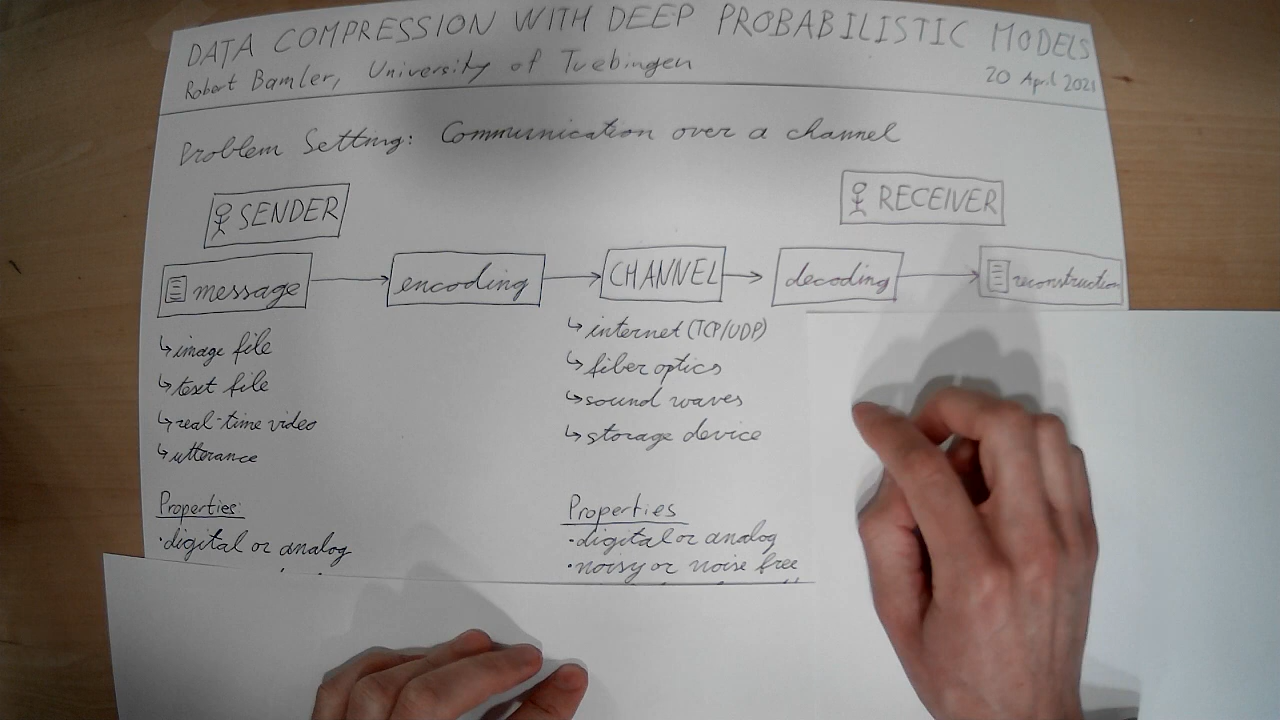 DATA COMPRESSION WITH DEEP PROBABILISTIC MODELS
Robert Bamler, University of Tuebingen
20 April 2021
Problem Setting: Communication over a channel
SENDER
RECEIVER
message
encoding
CHANNEL
decoding
reconstruction
↳image file
↳text file
↳real-time video
↳utterance
↳internet (TCP/UDP)
↳fiber optics
↳sound waves
↳storage device
Properties:
·digital or analog
Properties
·digital or analog
·noisy or noise free